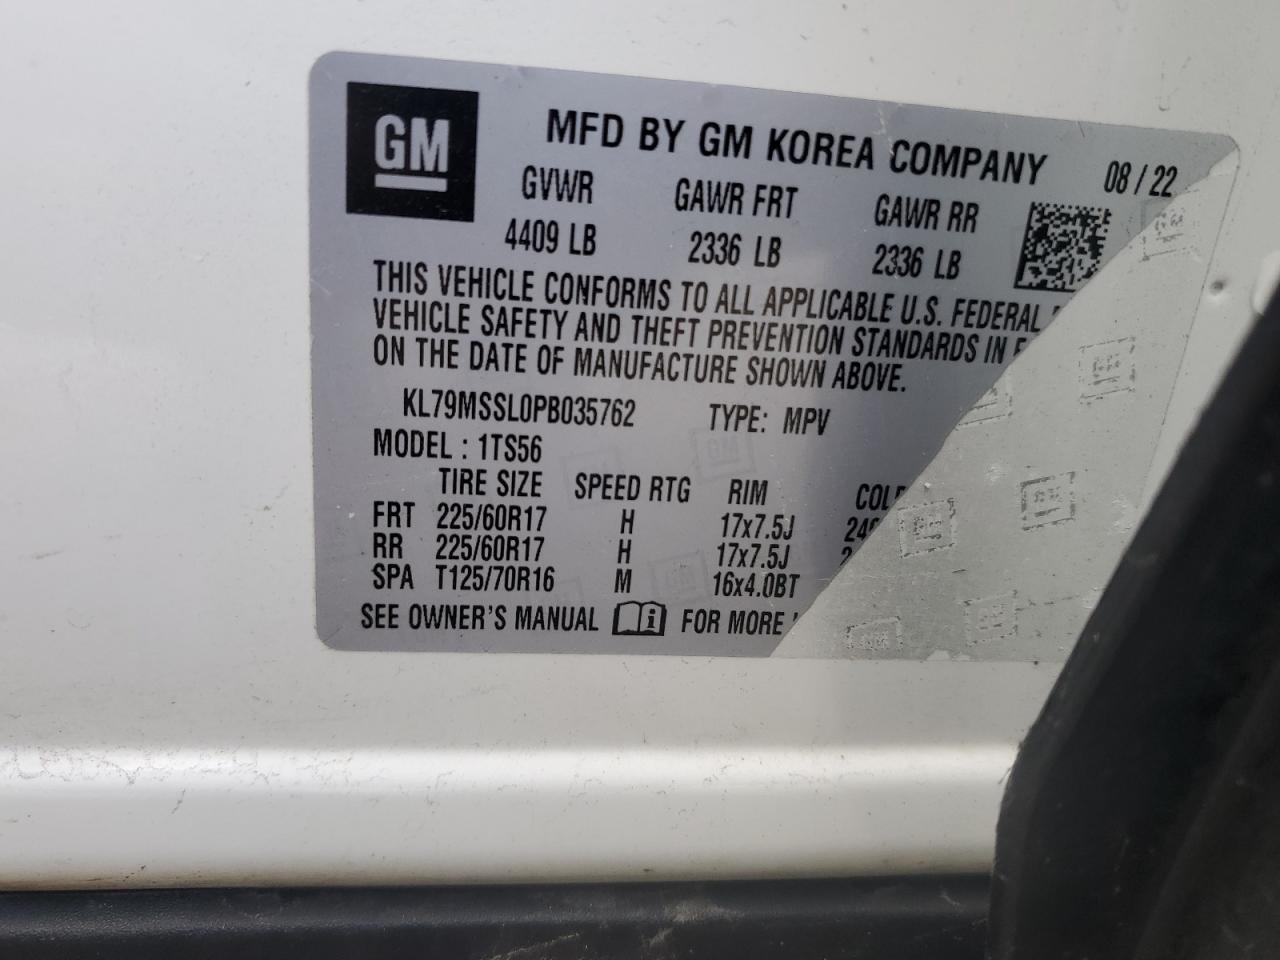 GM
MFD BY GM KOREA COMPANY 08 / 22
GVWR GAWR FRT GAWR RR
4409 LB 2336 LB 2336 LB
THIS VEHICLE CONFORMS TO ALL APPLICABLE U.S. FEDERAL
VEHICLE SAFETY AND THEFT PREVENTION STANDARDS IN
ON THE DATE OF MANUFACTURE SHOWN ABOVE.
KL79MSSL0PB035762 TYPE: MPV
MODEL : 1TS56
TIRE SIZE SPEED RTG RIM
FRT 225/60R17 H 17x7.5J
RR 225/60R17 H 17x7.5J
SPA T125/70R16 M 16x4.0BT
SEE OWNER'S MANUAL FOR MORE